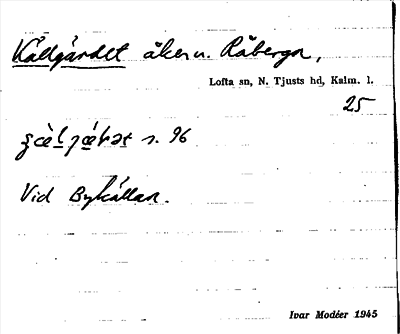 Källgärdet åker u. Råberga,
Lofta sn, N. Tjusts hd, Kalm. l.
25
s. 96
Vid Bykällan.
Ivar Modéer 1945